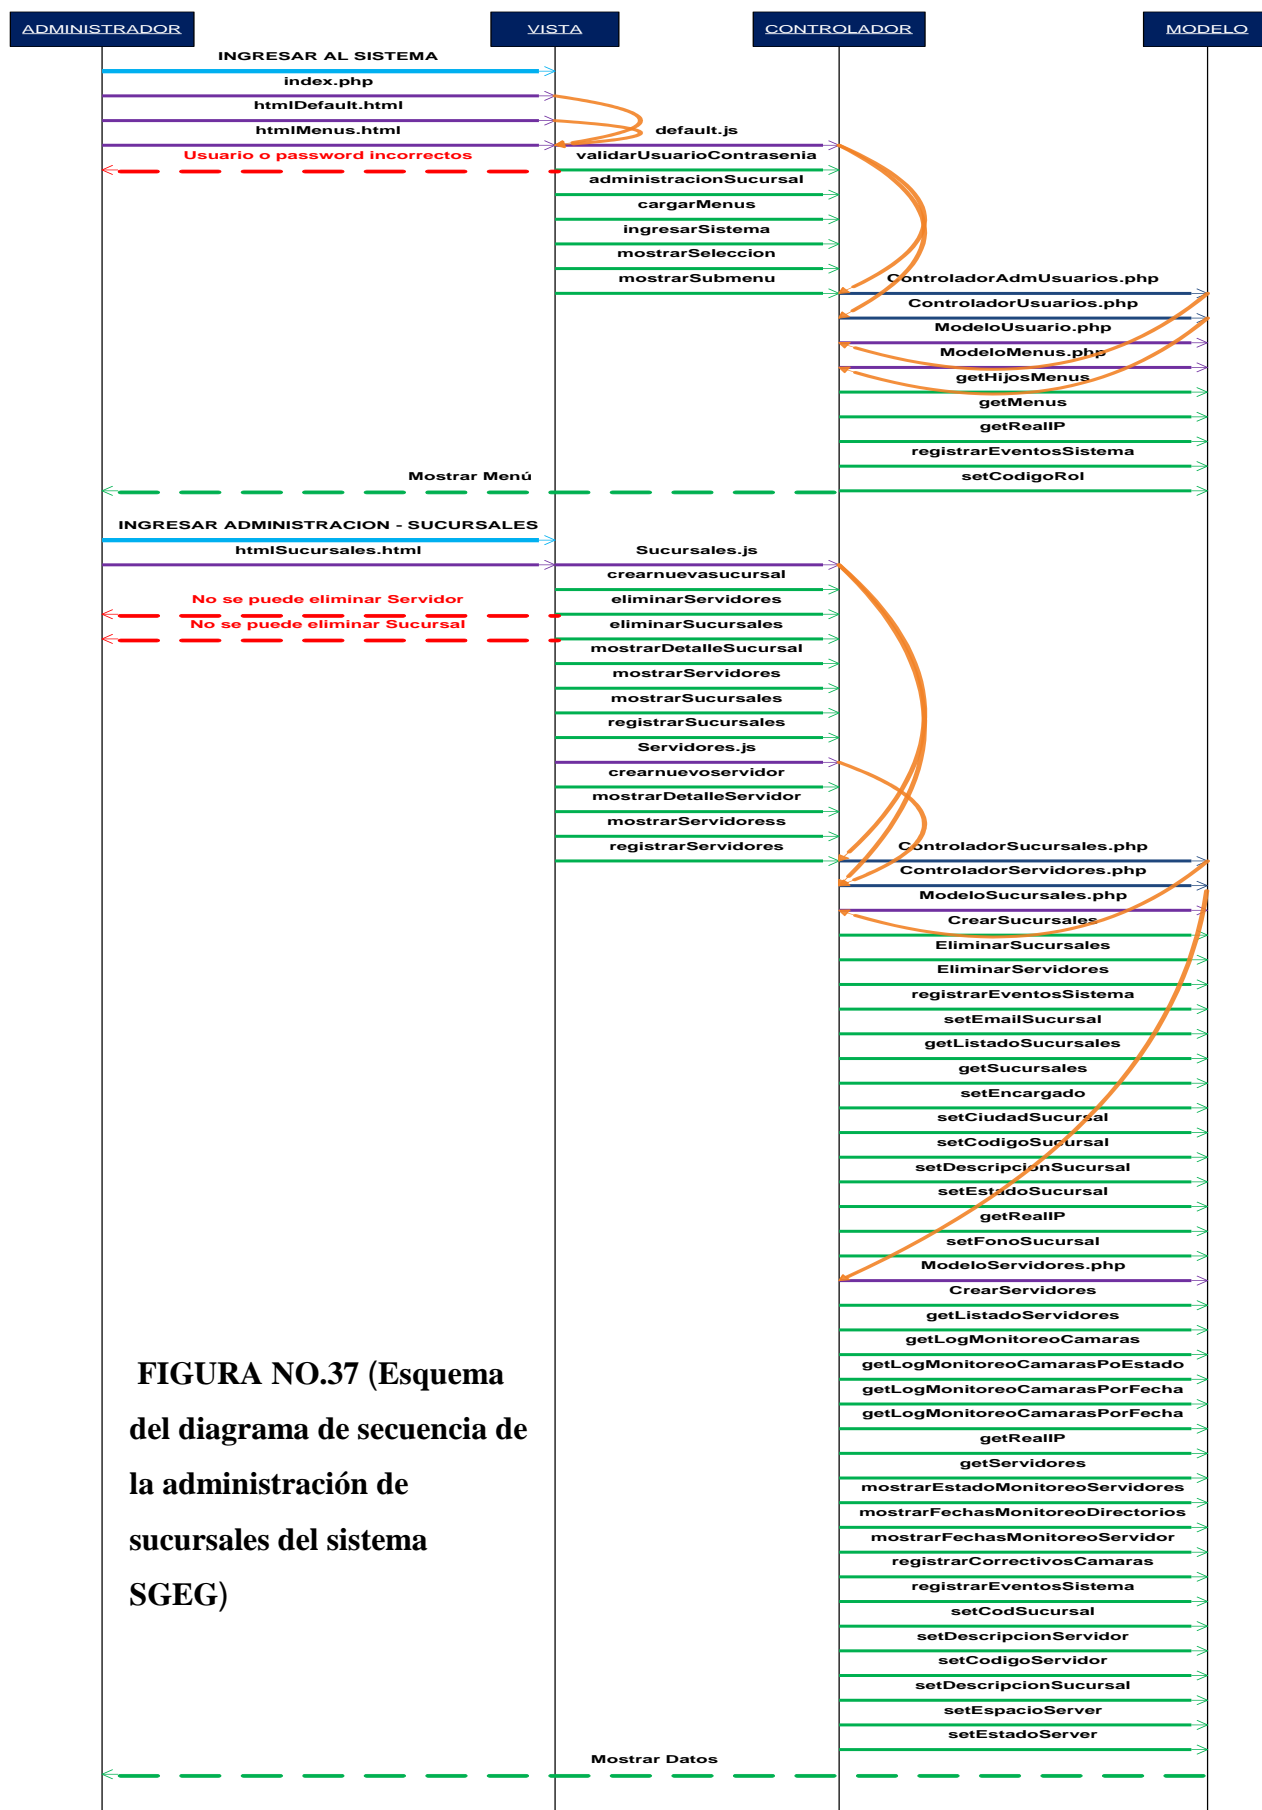 ADMINISTRADOR
VISTA
CONTROLADOR
MODELO
INGRESAR AL SISTEMA
index.php
htmlDefault.html
htmlMenus.html
default.js
Usuario o password incorrectos
validarUsuarioContrasenia
administracionSucursal
cargarMenus
ingresarSistema
mostrarSeleccion
mostrarSubmenu
ControladorAdmUsuarios.php
ControladorUsuarios.php
ModeloUsuario.php
ModeloMenus.php
getHijosMenus
getMenus
getRealIP
registrarEventosSistema
Mostrar Menú
setCodigoRol
INGRESAR ADMINISTRACION - SUCURSALES
htmlSucursales.html
Sucursales.js
crearnuevasucursal
No se puede eliminar Servidor
eliminarServidores
No se puede eliminar Sucursal
eliminarSucursales
mostrarDetalleSucursal
mostrarServidores
mostrarSucursales
registrarSucursales
Servidores.js
crearnuevoservidor
mostrarDetalleServidor
mostrarServidoress
registrarServidores
ControladorSucursales.php
ControladorServidores.php
ModeloSucursales.php
CrearSucursales
EliminarSucursales
EliminarServidores
registrarEventosSistema
setEmailSucursal
getListadoSucursales
getSucursales
setEncargado
setCiudadSucursal
setCodigoSucursal
setDescripcionSucursal
setEstadoSucursal
getRealIP
setFonoSucursal
ModeloServidores.php
CrearServidores
getListadoServidores
getLogMonitoreoCamaras
getLogMonitoreoCamarasPoEstado
getLogMonitoreoCamarasPorFecha
getLogMonitoreoCamarasPorFecha
getRealIP
getServidores
mostrarEstadoMonitoreoServidores
mostrarFechasMonitoreoDirectorios
mostrarFechasMonitoreoServidor
registrarCorrectivosCamaras
registrarEventosSistema
setCodSucursal
setDescripcionServidor
setCodigoServidor
setDescripcionSucursal
setEspacioServer
setEstadoServer
Mostrar Datos
FIGURA NO.37 (Esquema
del diagrama de secuencia de
la administración de
sucursales del sistema
SGEG)